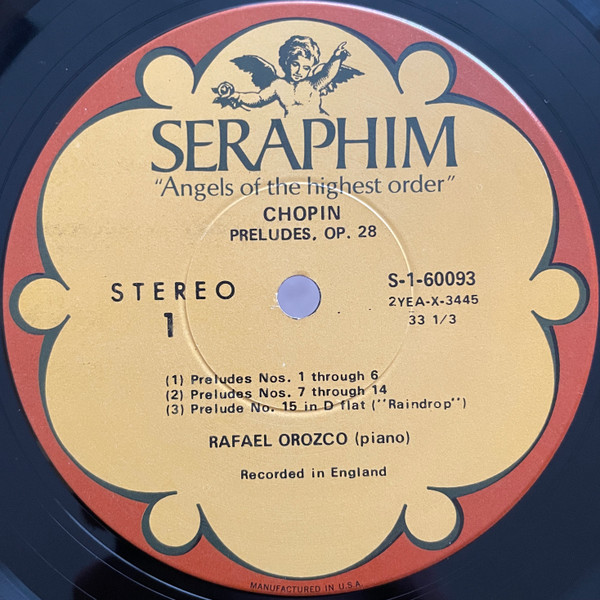 SERAPHIM
"Angels of the highest order"
CHOPIN
PRELUDES, OP. 28
STEREO
1
S-1-60093
2YEA-X-3445
33 1/3
(1) Preludes Nos. 1 through 6
(2) Preludes Nos. 7 through 14
(3) Prelude No. 15 in D flat ("Raindrop")
RAFAEL OROZCO (piano)
Recorded in England
MANUFACTURED IN U.S.A.